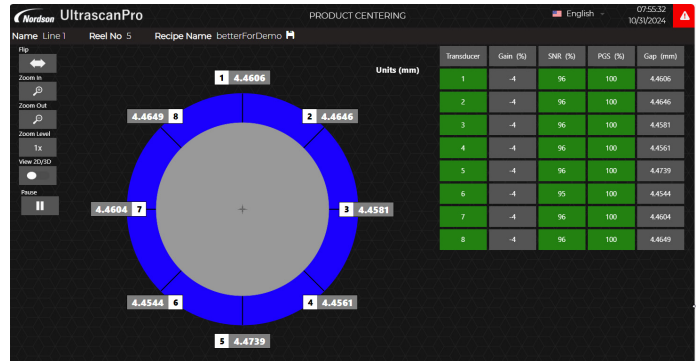 Nordson UltrascanPro PRODUCT CENTERING English 07:55:32
10/31/2024
Name Line 1 Reel No 5 Recipe Name betterForDemo
Flip
Zoom In
Zoom Out
Zoom Level
1x
View 2D/3D
Pause
Units (mm)
1 4.4606
4.4649 8
2 4.4646
4.4604 7
3 4.4581
4.4544 6
4 4.4561
5 4.4739
Transducer Gain (%) SNR (%) PGS (%) Gap (mm)
1 -4 96 100 4.4606
2 -4 96 100 4.4646
3 -4 96 100 4.4581
4 -4 96 100 4.4561
5 -4 96 100 4.4739
6 -4 95 100 4.4544
7 -4 96 100 4.4604
8 -4 96 100 4.4649